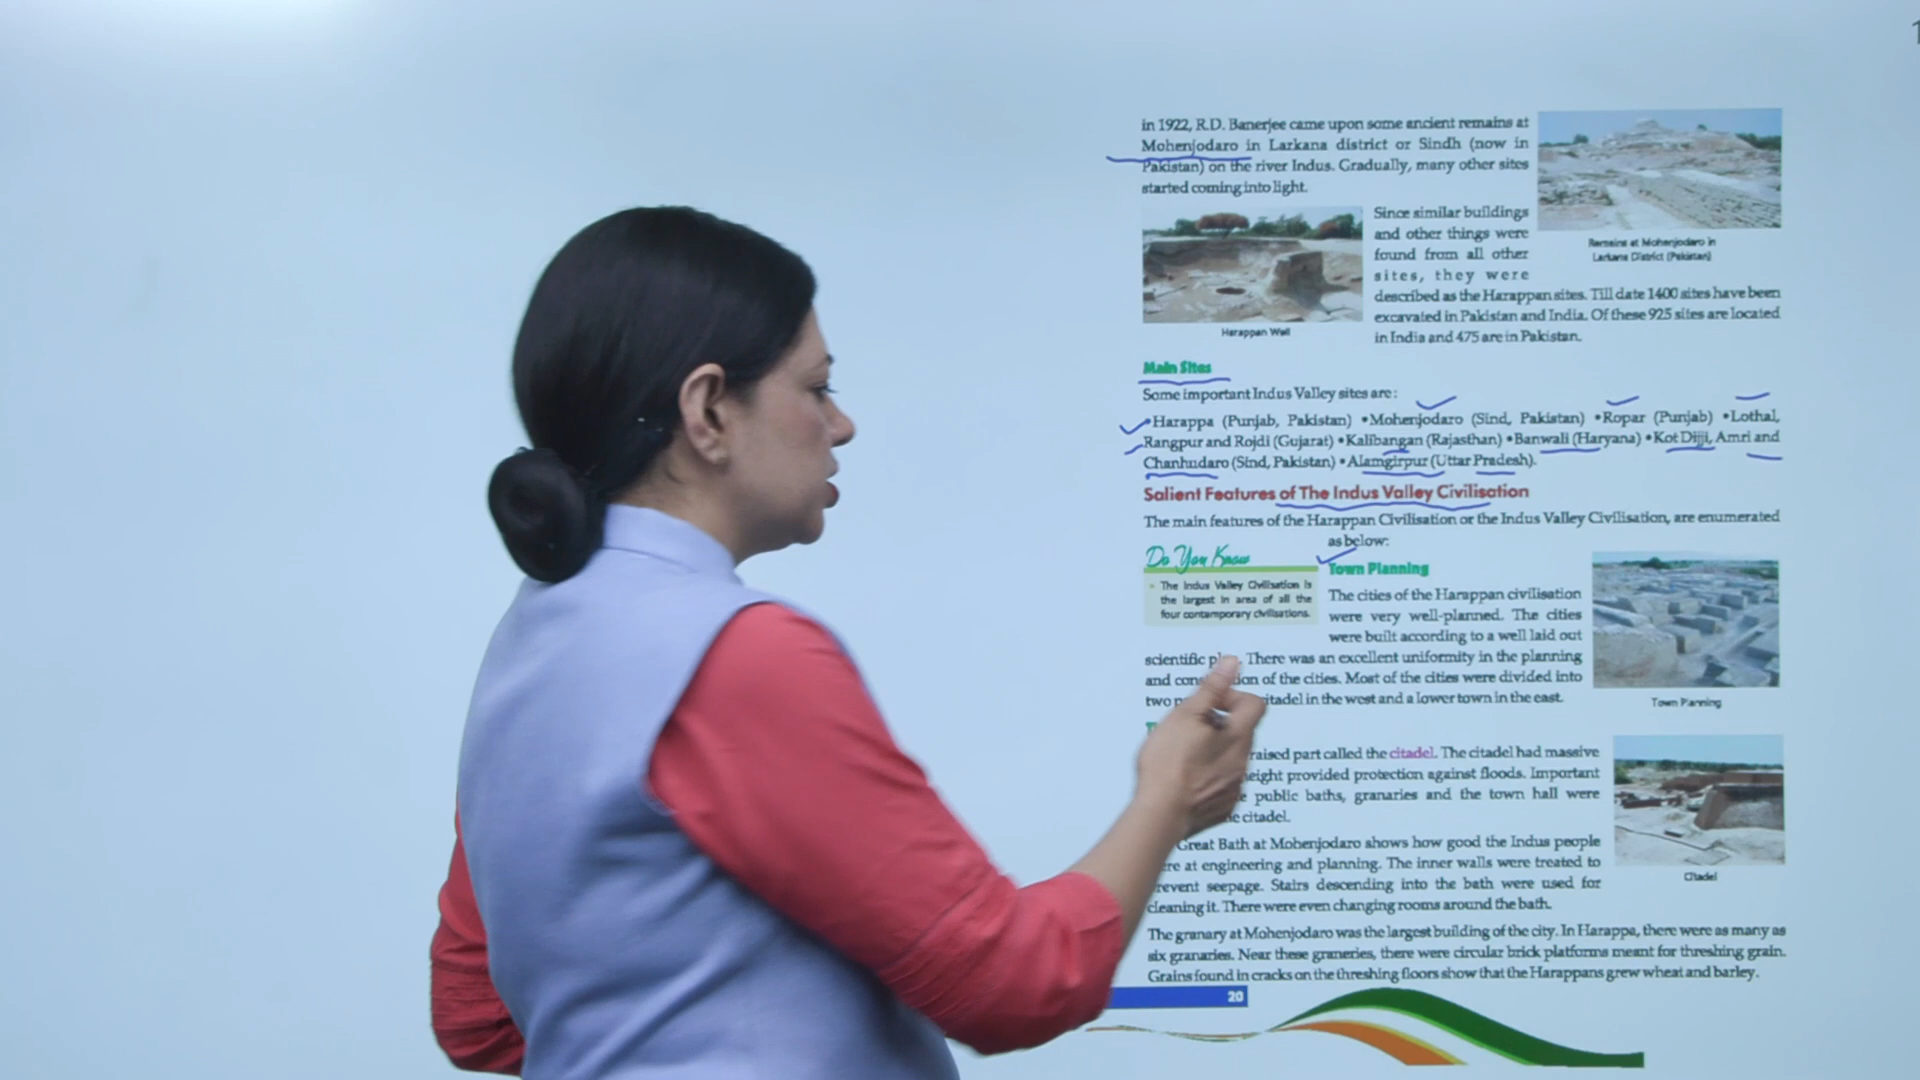 in 1922, R.D. Banerjee came upon some ancient remains at
Mohenjodaro in Larkana district or Sindh (now in
Pakistan) on the river Indus. Gradually, many other sites
started coming into light.
Remains at Mohenjodaro in
Larkana District (Pakistan)
Since similar buildings
and other things were
found from all other
sites, they were
described as the Harappan sites. Till date 1400 sites have been
excavated in Pakistan and India. Of these 925 sites are located
in India and 475 are in Pakistan.
Harappan Wall
Main Sites
Some important Indus Valley sites are:
•Harappa (Punjab, Pakistan) •Mohenjodaro (Sind, Pakistan) •Ropar (Punjab) •Lothal,
Rangpur and Rojdi (Gujarat) •Kalibangan (Rajasthan) •Banwali (Haryana) •Kot Dijji, Amri and
Chanhudaro (Sind, Pakistan) •Alamgirpur (Uttar Pradesh).
Salient Features of The Indus Valley Civilisation
The main features of the Harappan Civilisation or the Indus Valley Civilisation, are enumerated
as below:
Do You Know
• The Indus Valley Civilisation is
the largest in area of all the
four contemporary civilisations.
Town Planning
The cities of the Harappan civilisation
were very well-planned. The cities
were built according to a well laid out
scientific There was an excellent uniformity in the planning
and of the cities. Most of the cities were divided into
two in the west and a lower town in the east.
Town Planning
raised part called the citadel. The citadel had massive
provided protection against floods. Important
public baths, granaries and the town hall were
citadel.
Great Bath at Mohenjodaro shows how good the Indus people
at engineering and planning. The inner walls were treated to
seepage. Stairs descending into the bath were used for
cleaning it. There were even changing rooms around the bath.
Citadel
The granary at Mohenjodaro was the largest building of the city. In Harappa, there were as many as
six granaries. Near these graneries, there were circular brick platforms meant for threshing grain.
Grains found in cracks on the threshing floors show that the Harappans grew wheat and barley.
20